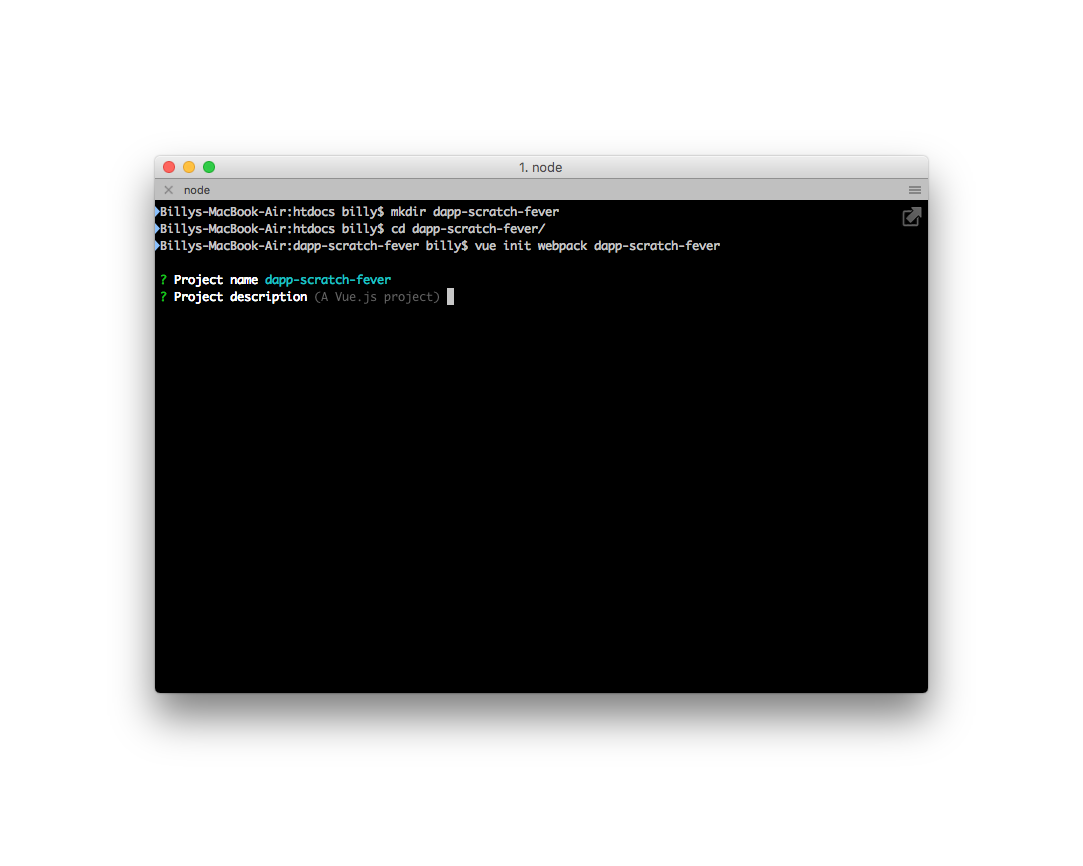 1. node
node
Billys-MacBook-Air:htdocs billy$ mkdir dapp-scratch-fever
Billys-MacBook-Air:htdocs billy$ cd dapp-scratch-fever/
Billys-MacBook-Air:dapp-scratch-fever billy$ vue init webpack dapp-scratch-fever
? Project name dapp-scratch-fever
? Project description (A Vue.js project)